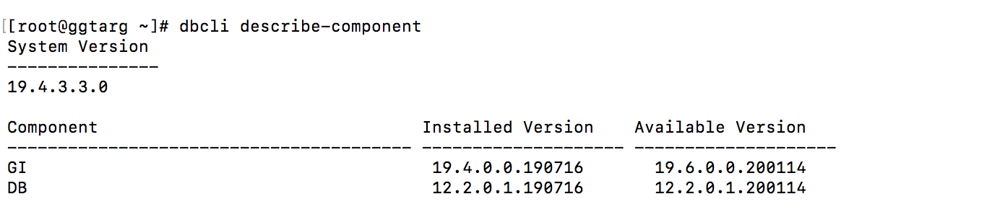 [[root@ggtarg ~]# dbcli describe-component
System Version
---------------
19.4.3.3.0
Component                                Installed Version    Available Version
---------------------------------------- -------------------- --------------------
GI                                        19.4.0.0.190716       19.6.0.0.200114
DB                                        12.2.0.1.190716       12.2.0.1.200114